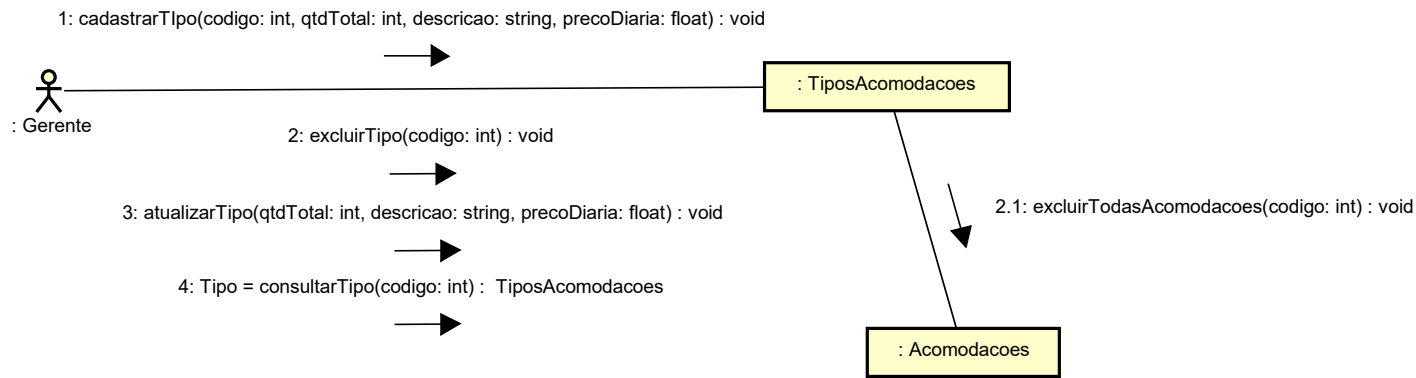 1: cadastrarTIpo(codigo: int, qtdTotal: int, descricao: string, precoDiaria: float) : void
: TiposAcomodacoes
: Gerente
2: excluirTipo(codigo: int) : void
3: atualizarTipo(qtdTotal: int, descricao: string, precoDiaria: float) : void
2.1: excluirTodasAcomodacoes(codigo: int) : void
4: Tipo = consultarTipo(codigo: int) : TiposAcomodacoes
: Acomodacoes